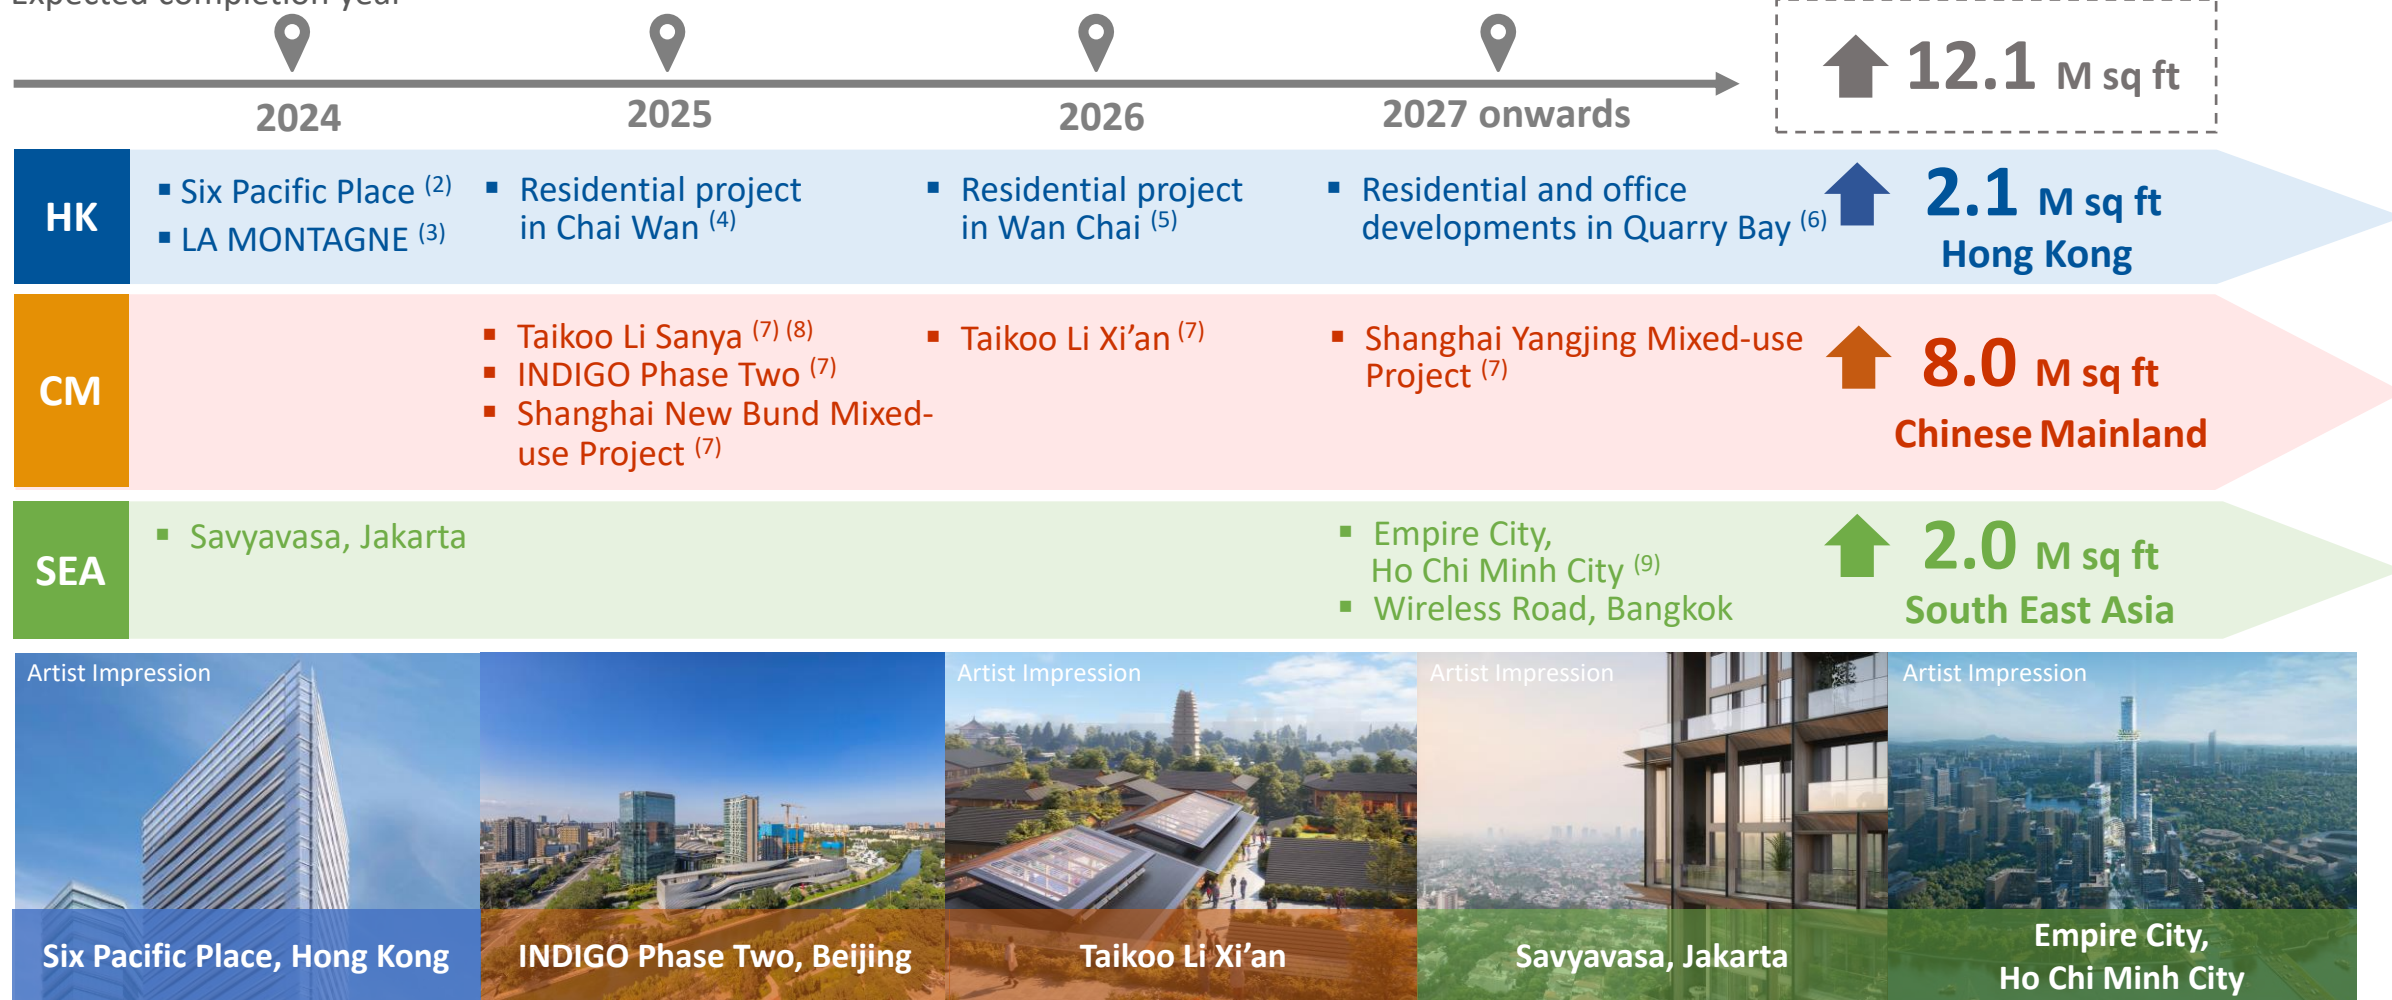 Expected completion year
12.1 M sq ft
2024
2025
2026
2027 onwards
HK
▪ Six Pacific Place (2)
▪ LA MONTAGNE (3)
▪ Residential project
in Chai Wan (4)
▪ Residential project
in Wan Chai (5)
▪ Residential and office
developments in Quarry Bay (6)
2.1 M sq ft
Hong Kong
CM
▪ Taikoo Li Sanya (7) (8)
▪ INDIGO Phase Two (7)
▪ Shanghai New Bund Mixed-
use Project (7)
▪ Taikoo Li Xi’an (7)
▪ Shanghai Yangjing Mixed-use
Project (7)
8.0 M sq ft
Chinese Mainland
SEA
▪ Savyavasa, Jakarta
▪ Empire City,
Ho Chi Minh City (9)
▪ Wireless Road, Bangkok
2.0 M sq ft
South East Asia
Artist Impression
Six Pacific Place, Hong Kong
INDIGO Phase Two, Beijing
Artist Impression
Taikoo Li Xi’an
Artist Impression
Savyavasa, Jakarta
Artist Impression
Empire City,
Ho Chi Minh City